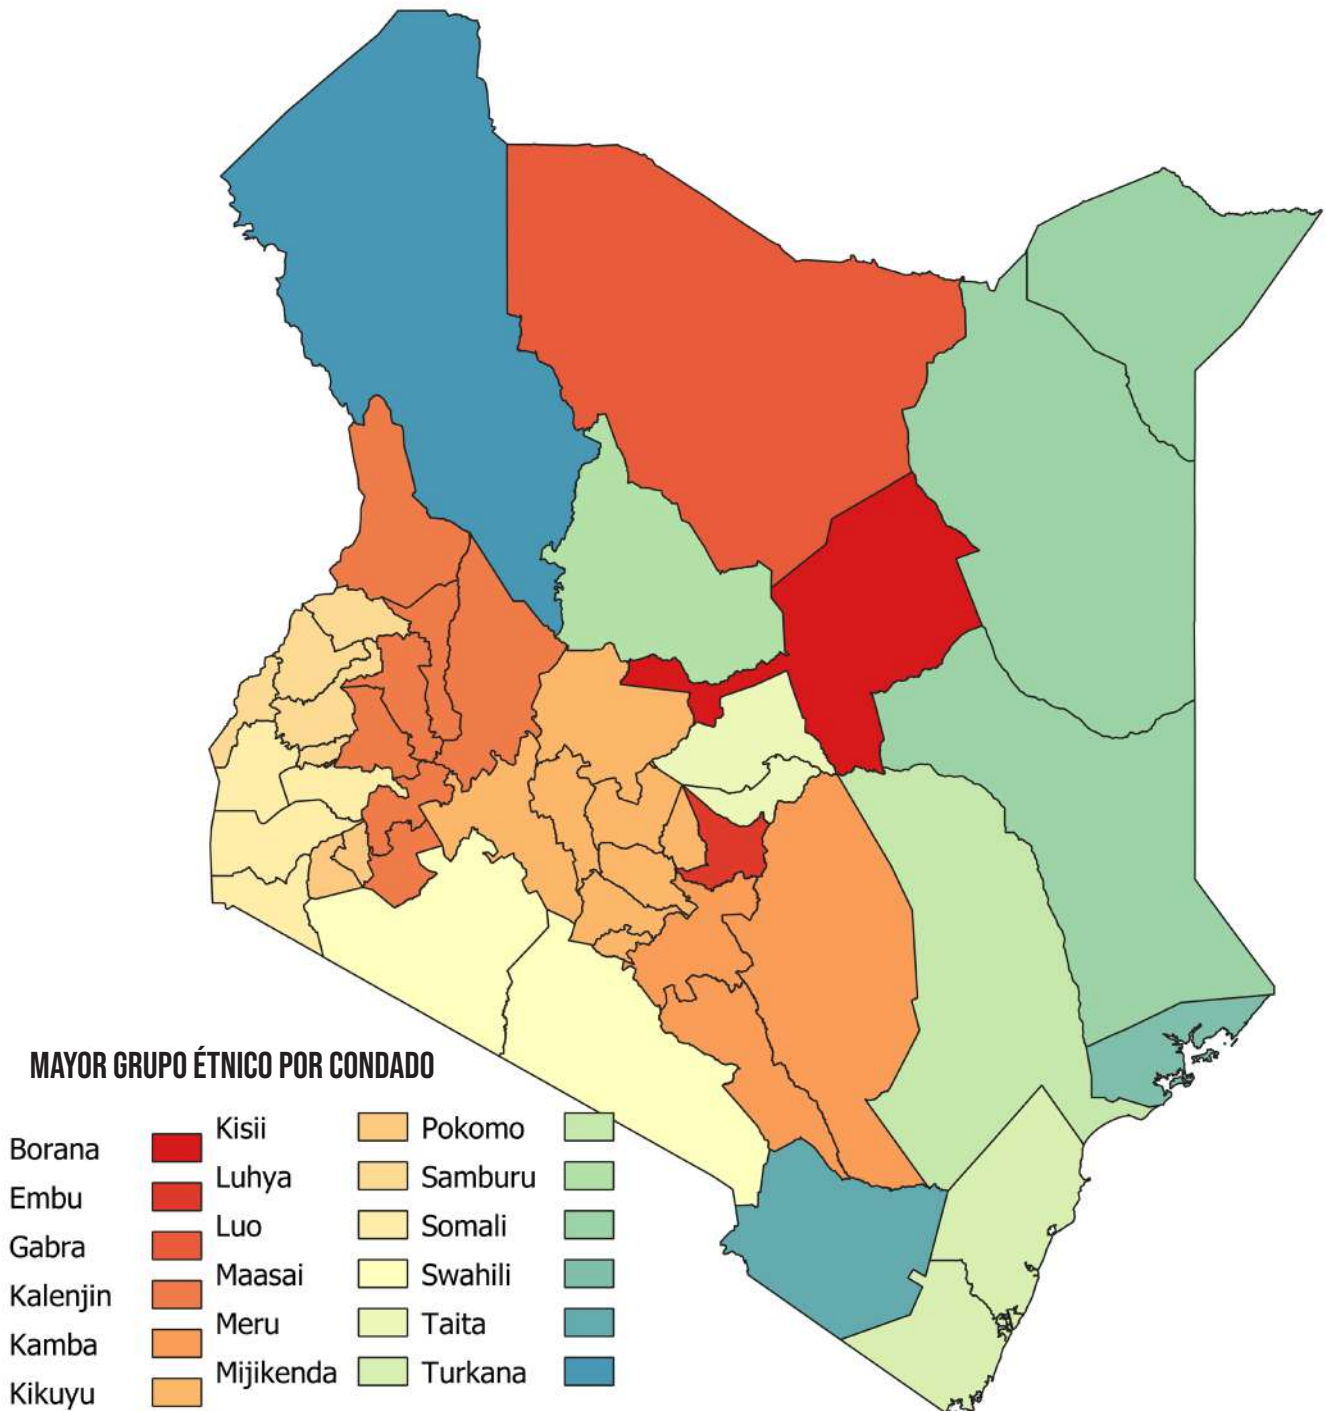 MAYOR GRUPO ÉTNICO POR CONDADO
Borana
Embu
Gabra
Kalenjin
Kamba
Kikuyu
Kisii
Luhya
Luo
Maasai
Meru
Mijikenda
Pokomo
Samburu
Somali
Swahili
Taita
Turkana